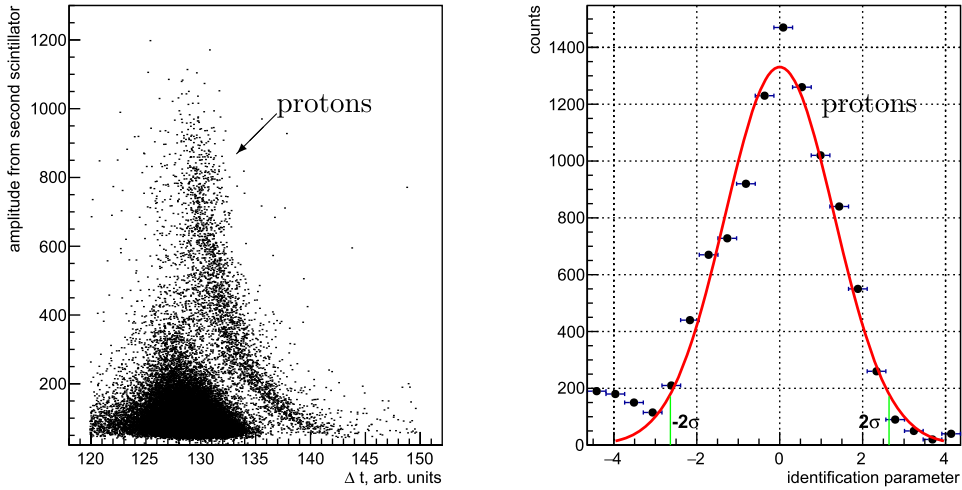 amplitude from second scintillator
1200
1000
800
600
400
200
protons
120 125 130 135 140 145 150
Δ t, arb. units
counts
1400
1200
1000
800
600
400
200
0
protons
-2σ
2σ
−4 −2 0 2 4
identification parameter